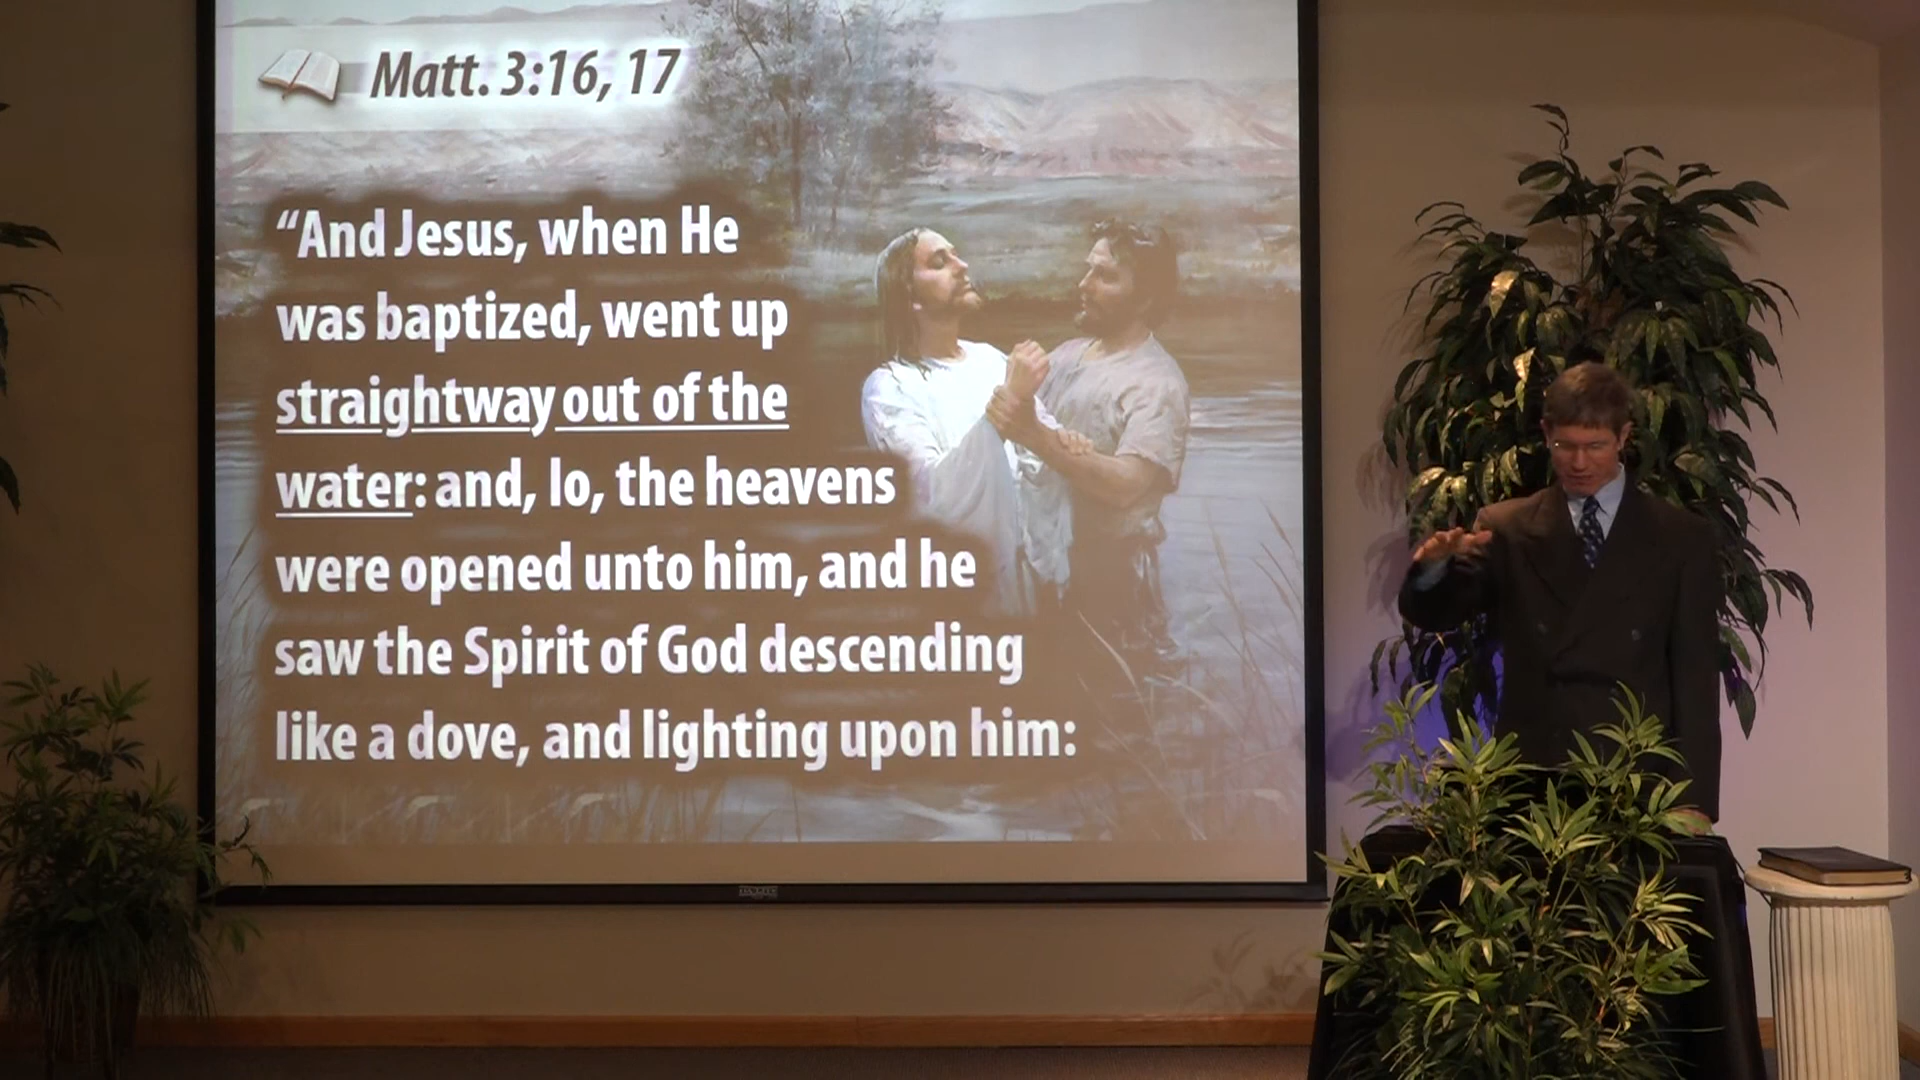 Matt. 3:16, 17
“And Jesus, when He
was baptized, went up
straightway out of the
water: and, lo, the heavens
were opened unto him, and he
saw the Spirit of God descending
like a dove, and lighting upon him: